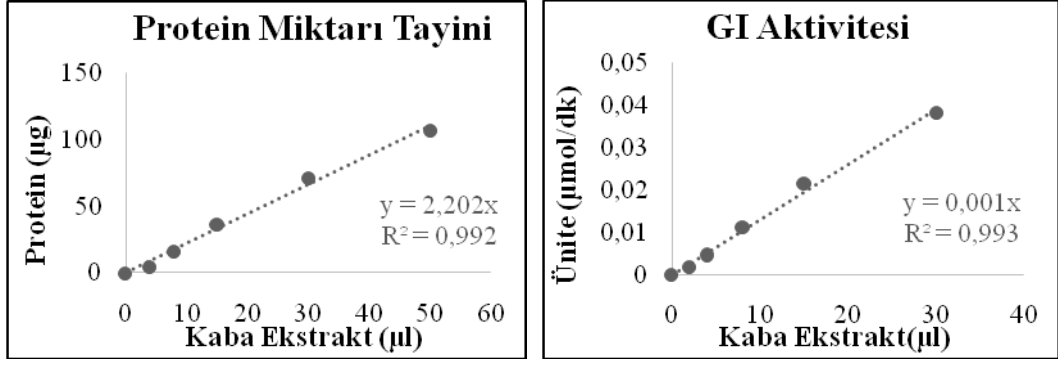 Protein Miktarı Tayini
Protein (µg)
150
100
50
0
y = 2,202x
R² = 0,992
0 10 20 30 40 50 60
Kaba Ekstrakt (µl)
GI Aktivitesi
Ünite (µmol/dk)
0,05
0,04
0,03
0,02
0,01
0
y = 0,001x
R² = 0,993
0 10 20 30 40
Kaba Ekstrakt(µl)